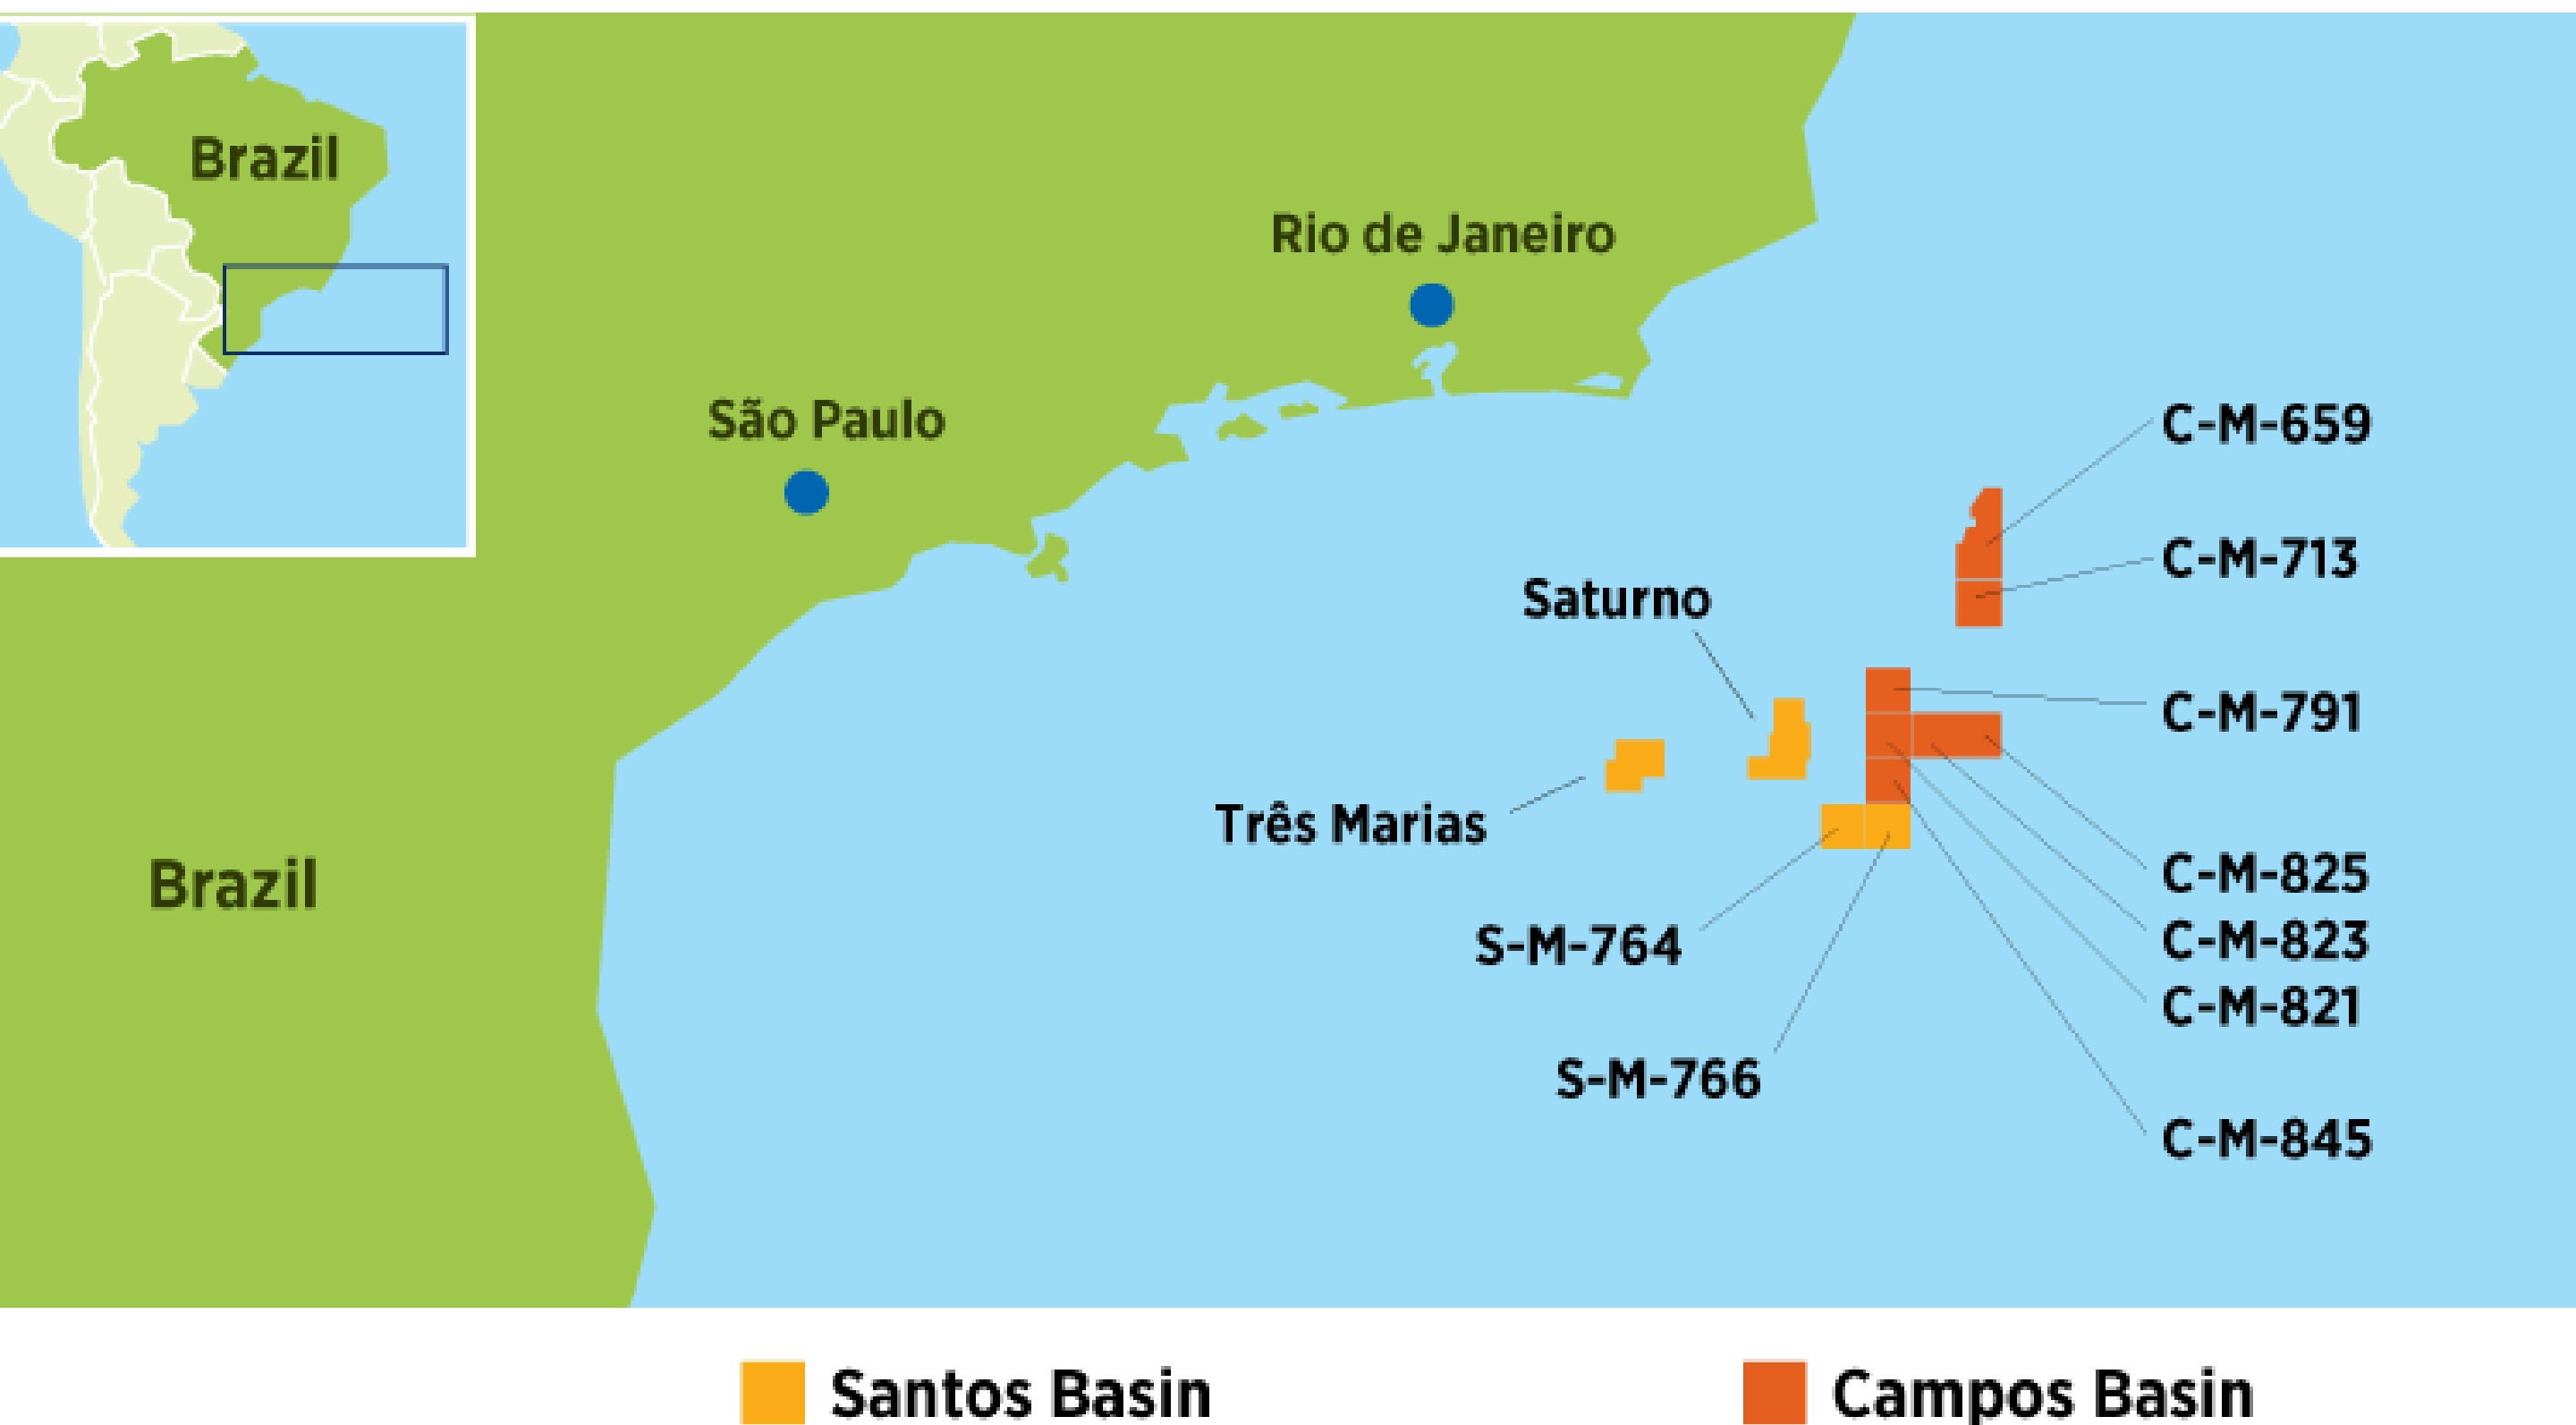 Brazil
Rio de Janeiro
São Paulo
C-M-659
C-M-713
Saturno
C-M-791
Três Marias
Brazil
C-M-825
S-M-764
C-M-823
C-M-821
S-M-766
C-M-845
Santos Basin
Campos Basin